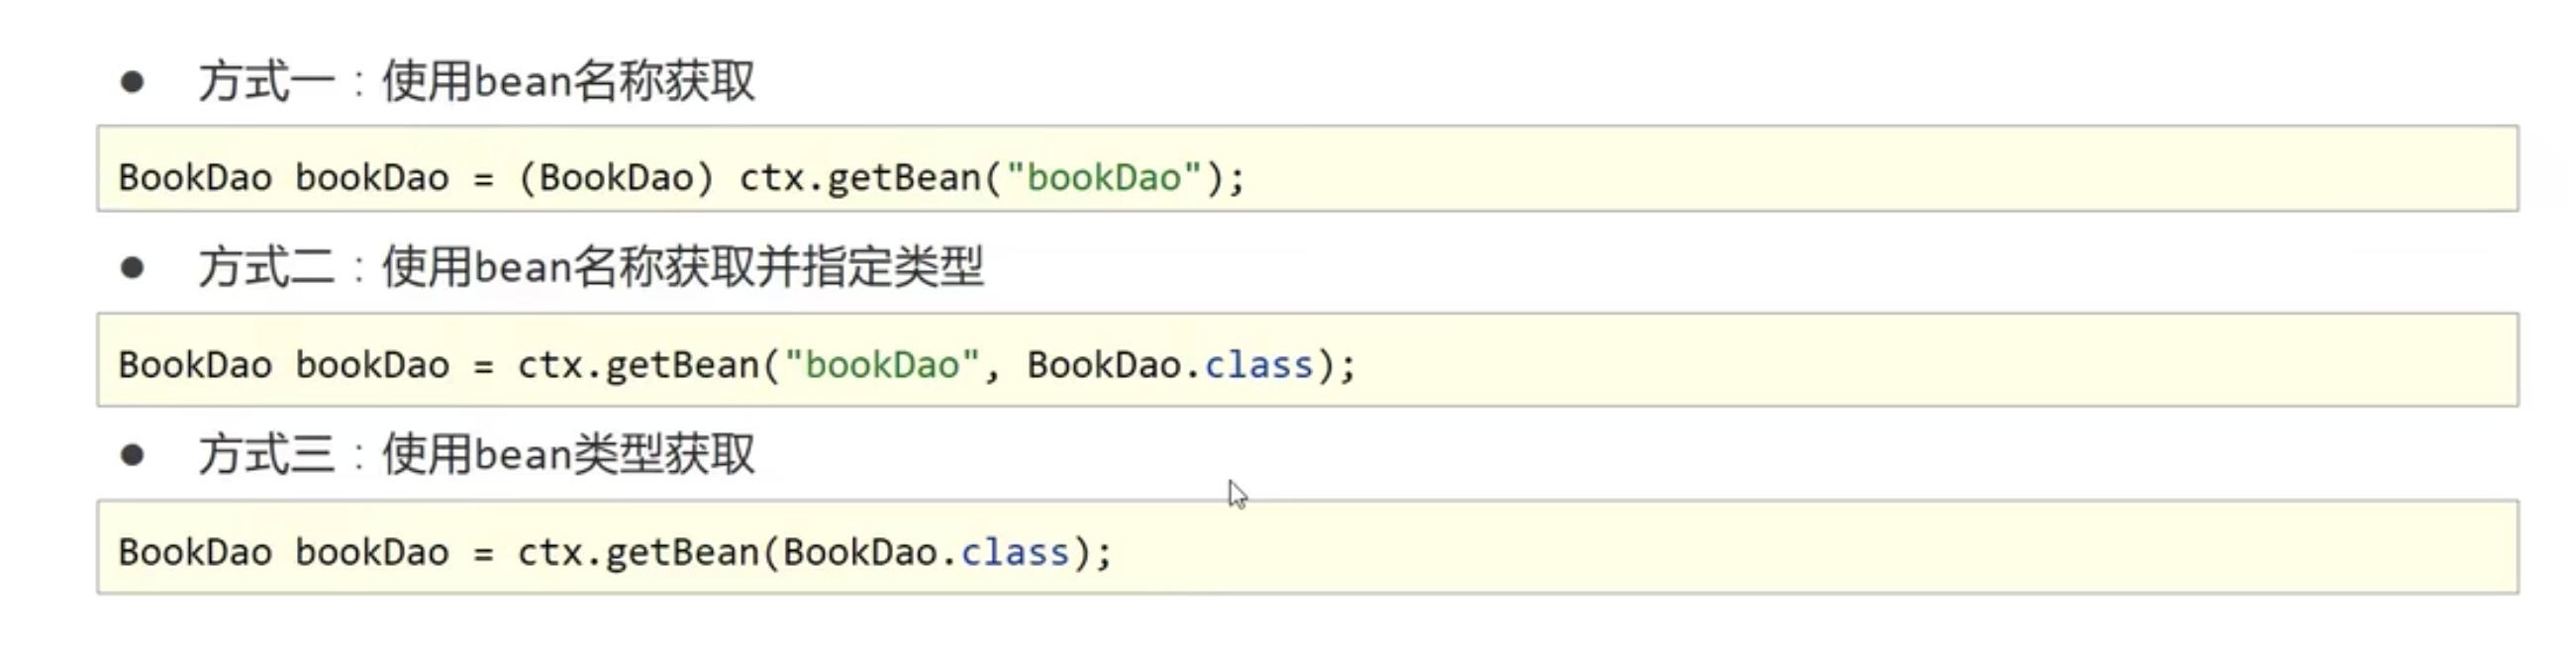 ● 方式一：使用bean名称获取
BookDao bookDao = (BookDao) ctx.getBean("bookDao");
● 方式二：使用bean名称获取并指定类型
BookDao bookDao = ctx.getBean("bookDao", BookDao.class);
● 方式三：使用bean类型获取
BookDao bookDao = ctx.getBean(BookDao.class);